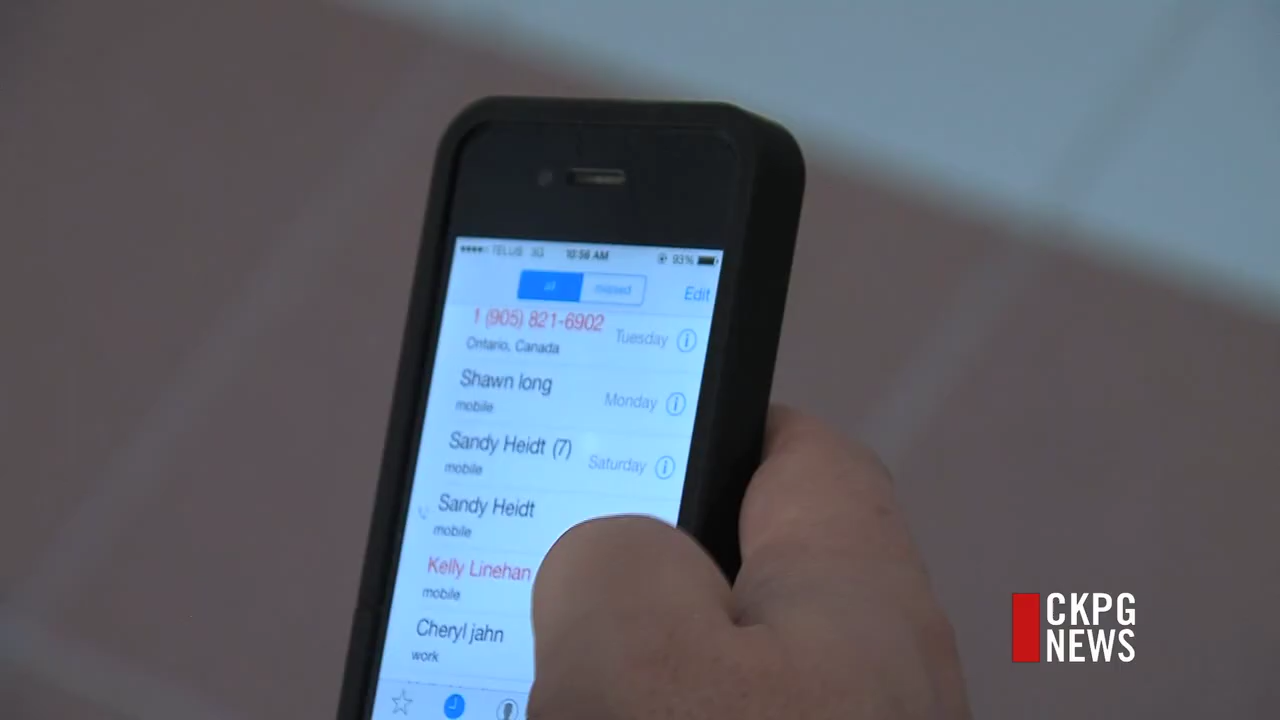 TELUS 3G 10:56 AM 93%
all missed Edit
1 (905) 821-6902
Tuesday
Ontario, Canada
Shawn long
Monday
mobile
Sandy Heidt (7)
Saturday
mobile
Sandy Heidt
mobile
Kelly Linehan
mobile
Cheryl jahn
work
CKPG
NEWS